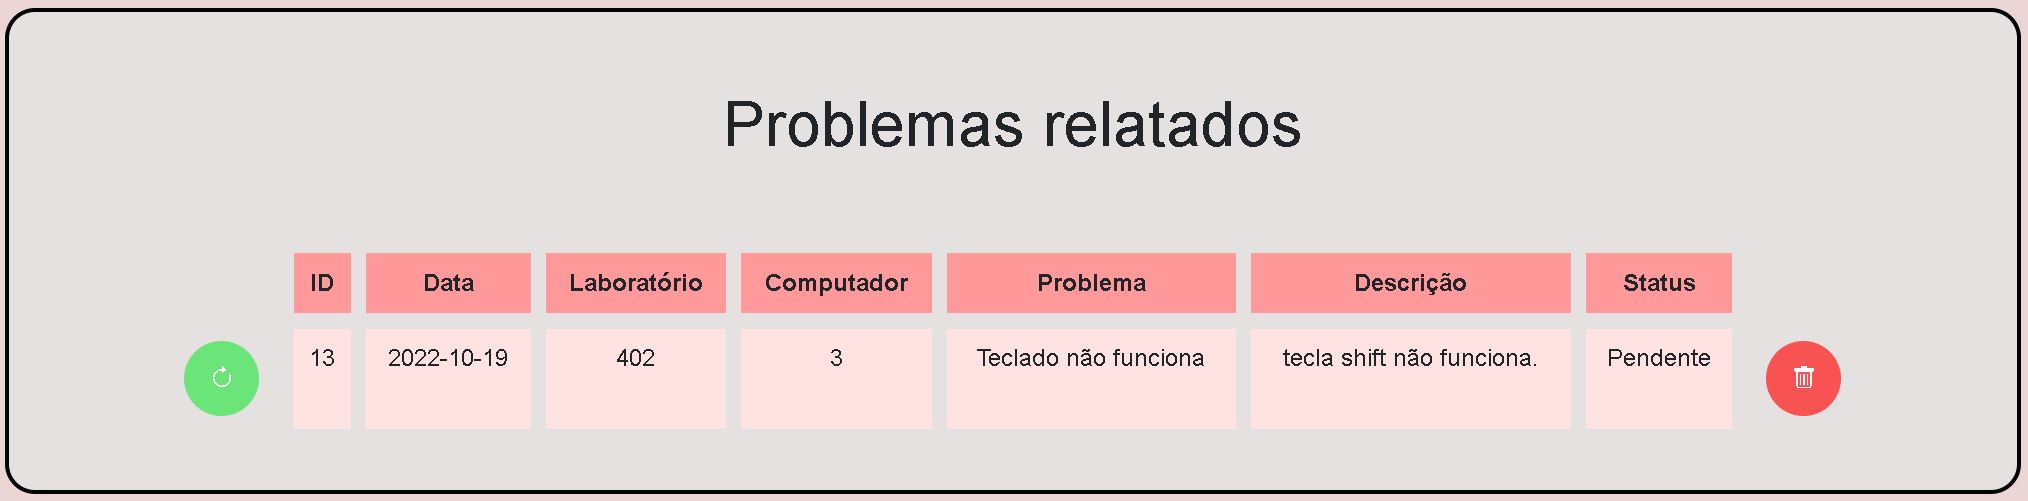 Problemas relatados
ID Data Laboratório Computador Problema Descrição Status
13 2022-10-19 402 3 Teclado não funciona tecla shift não funciona. Pendente